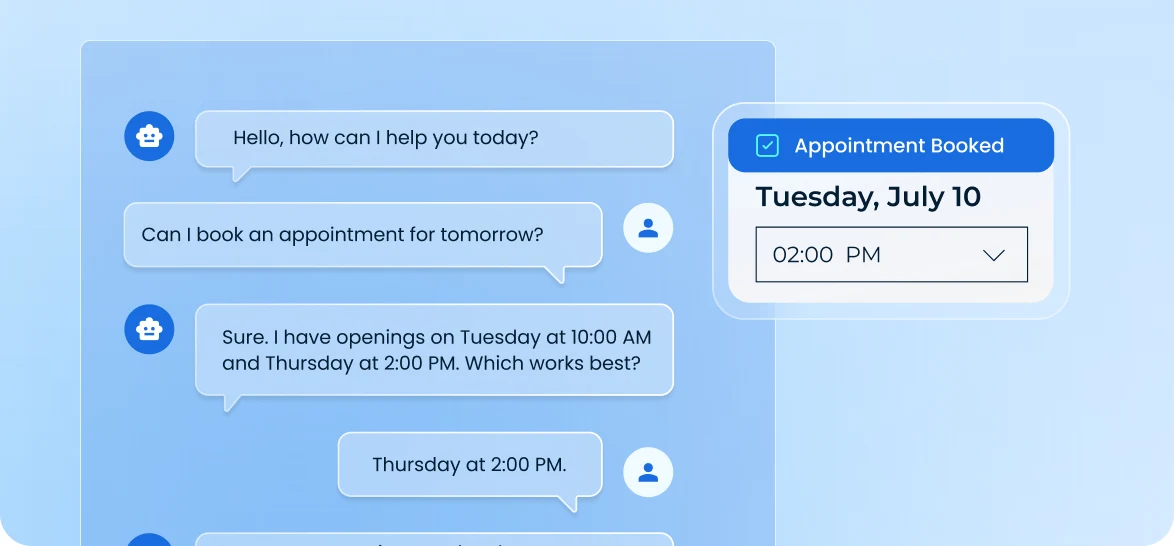 Hello, how can I help you today?
Can I book an appointment for tomorrow?
Sure. I have openings on Tuesday at 10:00 AM
and Thursday at 2:00 PM. Which works best?
Thursday at 2:00 PM.
Appointment Booked
Tuesday, July 10
02:00 PM